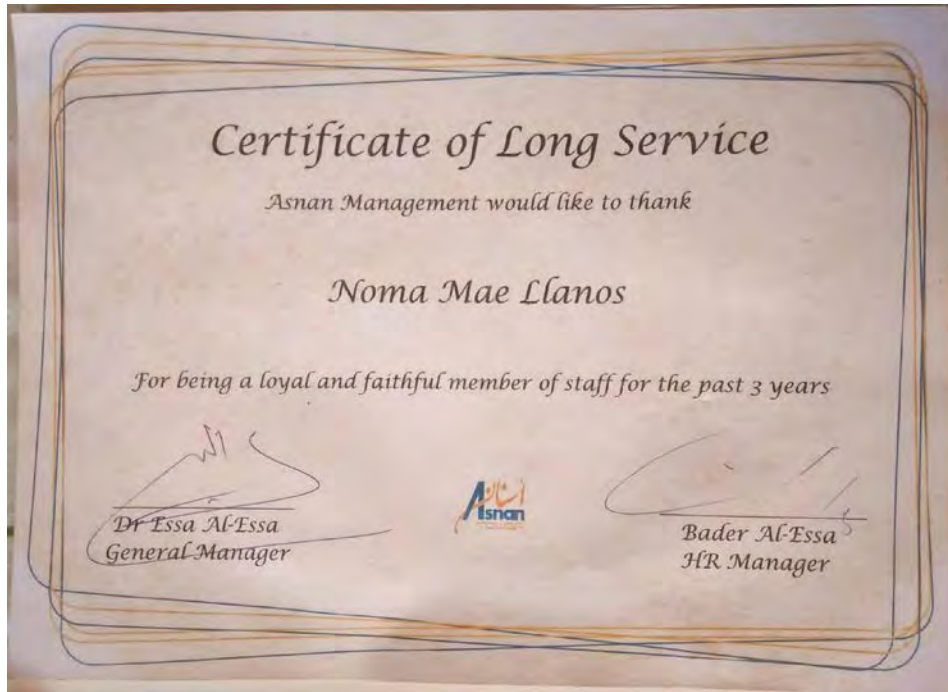 Certificate of Long Service
Asnan Management would like to thank
Noma Mae Llanos
For being a loyal and faithful member of staff for the past 3 years
Dr Essa Al-Essa
General Manager
أسنان
Asnan
Bader Al-Essa
HR Manager